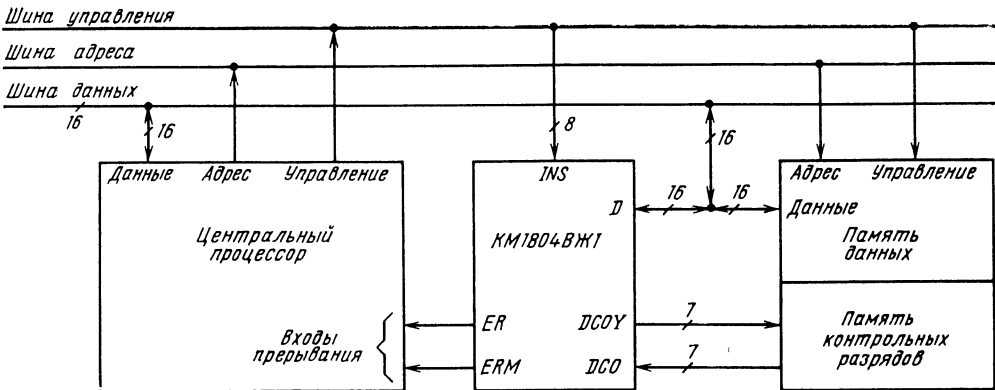 Шина управления
Шина адреса
Шина данных
16
16
8
16
Данные Адрес Управление
INS
Адрес Управление
D
16
16
Данные
Центральный
процессор
КМ1804ВЖ1
Память
данных
Входы
прерывания
ER
DCOY
7
ERM
DCO
7
Память
контрольных
разрядов